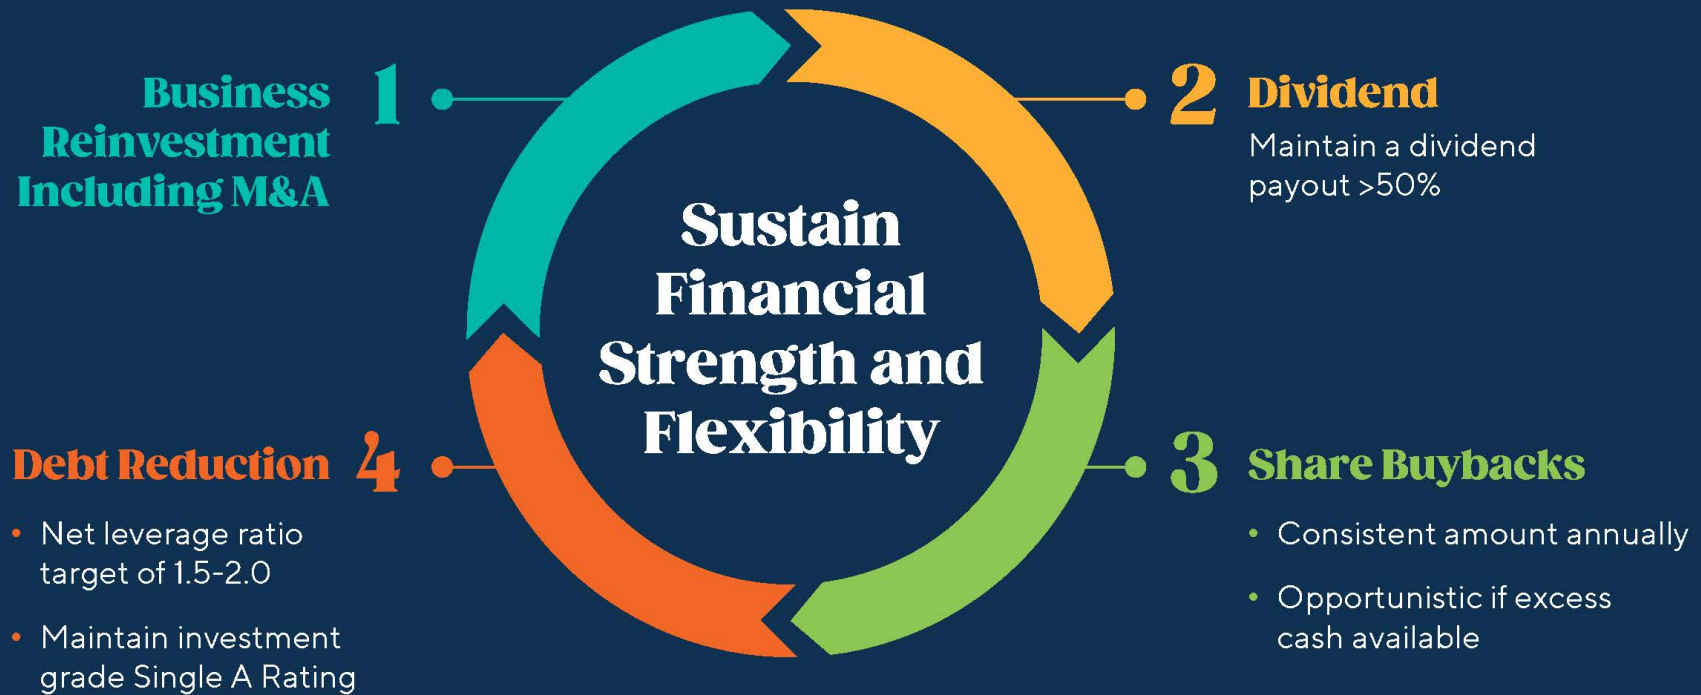 Business
Reinvestment
Including M&A
1
2
Dividend
Maintain a dividend
payout >50%
Sustain
Financial
Strength and
Flexibility
3
Share Buybacks
• Consistent amount annually
• Opportunistic if excess
cash available
Debt Reduction
4
• Net leverage ratio
target of 1.5-2.0
• Maintain investment
grade Single A Rating